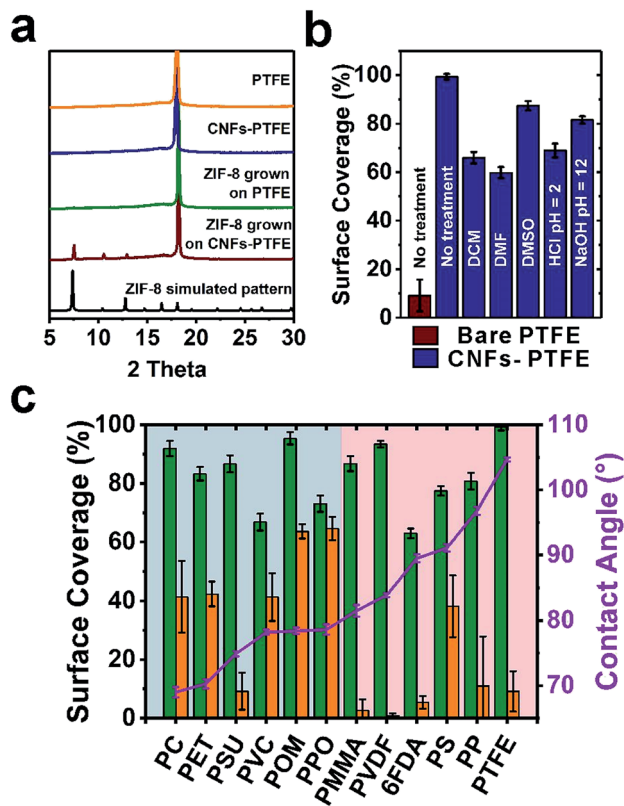 a
PTFE
CNFs-PTFE
ZIF-8 grown
on PTFE
ZIF-8 grown
on CNFs-PTFE
ZIF-8 simulated pattern
5 10 15 20 25 30
2 Theta
b
Surface Coverage (%)
100
80
60
40
20
0
No treatment
No treatment
DCM
DMF
DMSO
HCl pH = 2
NaOH pH = 12
Bare PTFE
CNFs- PTFE
c
Surface Coverage (%)
100
80
60
40
20
0
Contact Angle (°)
110
100
90
80
70
PC
PET
PSU
PVC
POM
PPO
PMMA
PVDF
6FDA
PS
PP
PTFE